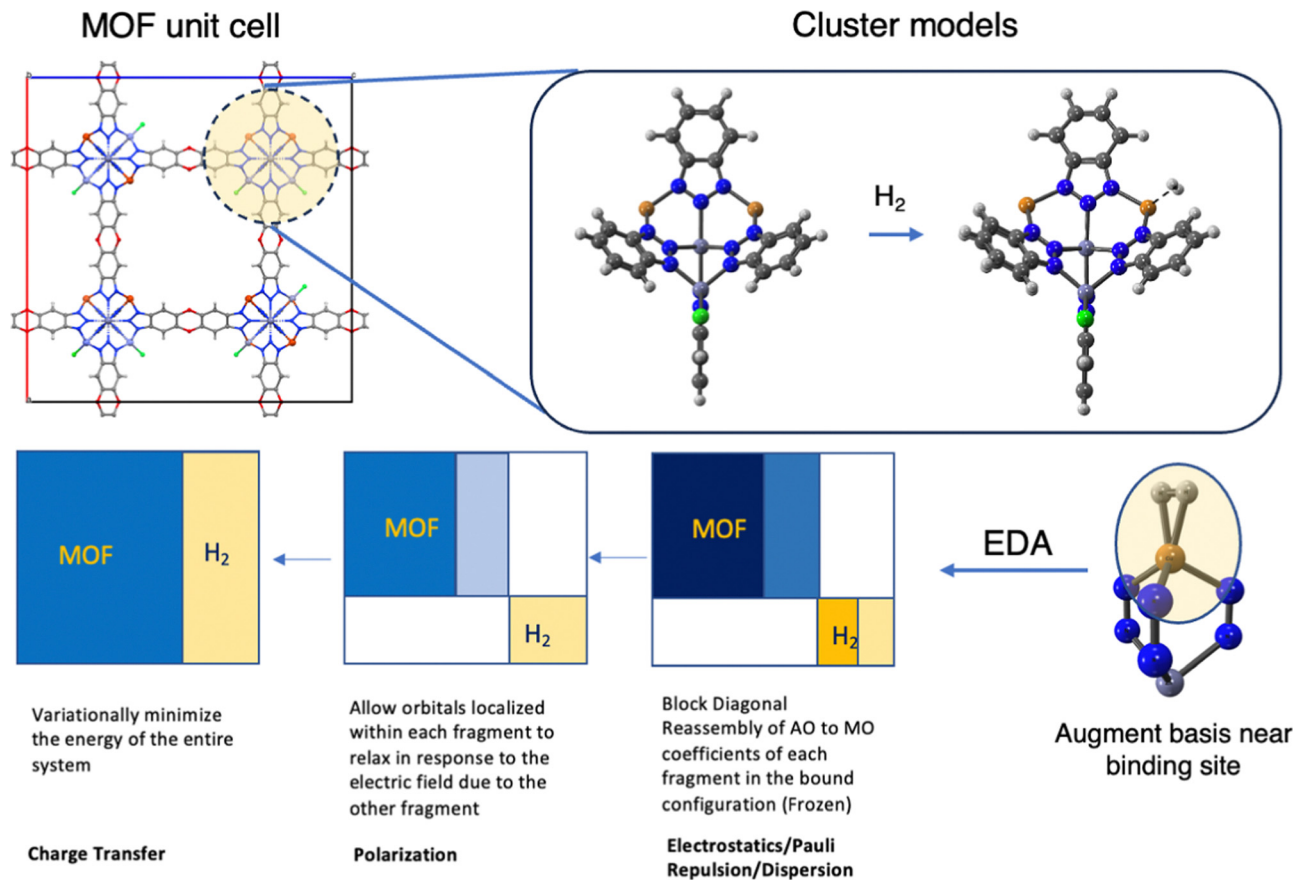 MOF unit cell
Cluster models
H₂
MOF
H₂
MOF
H₂
MOF
H₂
EDA
Variationally minimize
the energy of the entire
system
Charge Transfer
Allow orbitals localized
within each fragment to
relax in response to the
electric field due to the
other fragment
Polarization
Block Diagonal
Reassembly of AO to MO
coefficients of each
fragment in the bound
configuration (Frozen)
Electrostatics/Pauli
Repulsion/Dispersion
Augment basis near
binding site